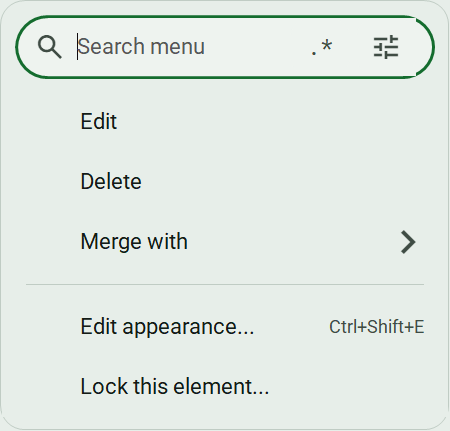 Search menu .*
Edit
Delete
Merge with
Edit appearance... Ctrl+Shift+E
Lock this element...